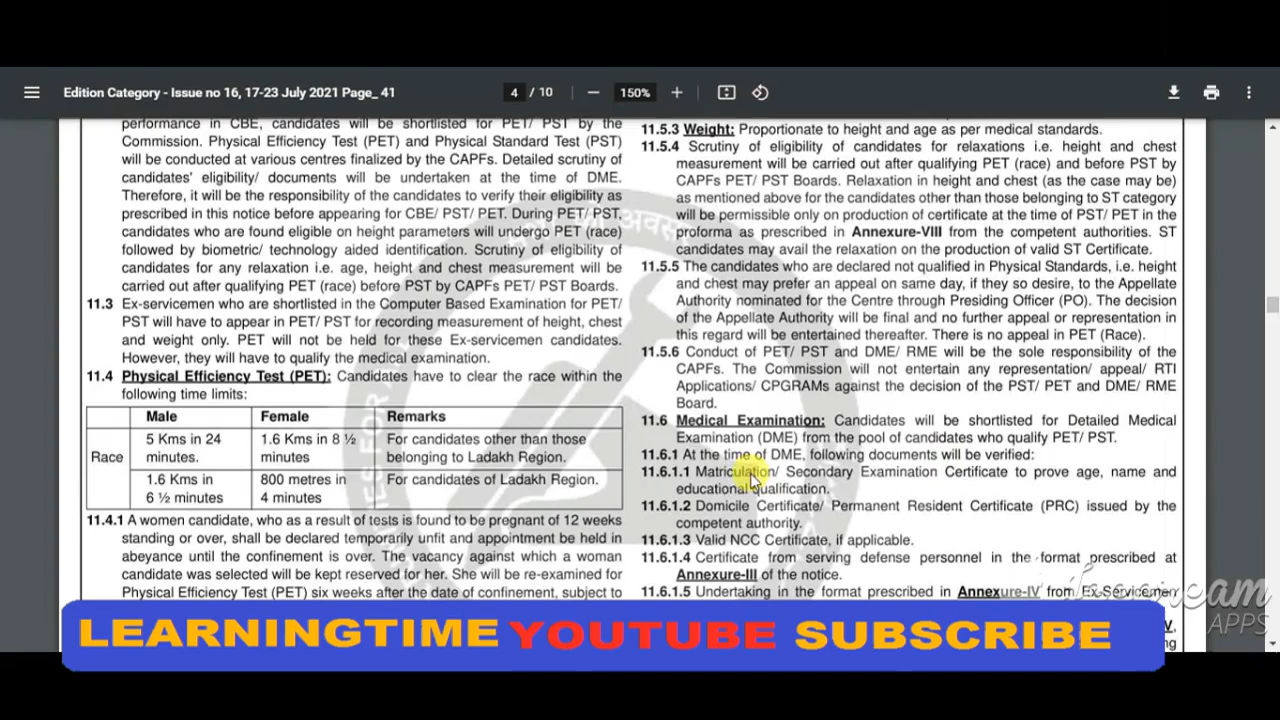 Edition Category - Issue no 16, 17-23 July 2021 Page_ 41
4 / 10
150%
performance in CBE, candidates will be shortlisted for PET/ PST by the
Commission. Physical Efficiency Test (PET) and Physical Standard Test (PST)
will be conducted at various centres finalized by the CAPFs. Detailed scrutiny of
candidates' eligibility/ documents will be undertaken at the time of DME.
Therefore, it will be the responsibility of the candidates to verify their eligibility as
prescribed in this notice before appearing for CBE/ PST/ PET. During PET/ PST,
candidates who are found eligible on height parameters will undergo PET (race)
followed by biometric/ technology aided identification. Scrutiny of eligibility of
candidates for any relaxation i.e. age, height and chest measurement will be
carried out after qualifying PET (race) before PST by CAPFs PET/ PST Boards.
11.3 Ex-servicemen who are shortlisted in the Computer Based Examination for PET/
PST will have to appear in PET/ PST for recording measurement of height, chest
and weight only. PET will not be held for these Ex-servicemen candidates.
However, they will have to qualify the medical examination.
11.4 Physical Efficiency Test (PET): Candidates have to clear the race within the
following time limits:
Male Female Remarks
Race
5 Kms in 24 1.6 Kms in 8 ½ For candidates other than those
minutes. minutes belonging to Ladakh Region.
1.6 Kms in 800 metres in For candidates of Ladakh Region.
6 ½ minutes 4 minutes
11.4.1 A women candidate, who as a result of tests is found to be pregnant of 12 weeks
standing or over, shall be declared temporarily unfit and appointment be held in
abeyance until the confinement is over. The vacancy against which a woman
candidate was selected will be kept reserved for her. She will be re-examined for
Physical Efficiency Test (PET) six weeks after the date of confinement, subject to
11.5.3 Weight: Proportionate to height and age as per medical standards.
11.5.4 Scrutiny of eligibility of candidates for relaxations i.e. height and chest
measurement will be carried out after qualifying PET (race) and before PST by
CAPFs PET/ PST Boards. Relaxation in height and chest (as the case may be)
as mentioned above for the candidates other than those belonging to ST category
will be permissible only on production of certificate at the time of PST/ PET in the
proforma as prescribed in Annexure-VIII from the competent authorities. ST
candidates may avail the relaxation on the production of valid ST Certificate.
11.5.5 The candidates who are declared not qualified in Physical Standards, i.e. height
and chest may prefer an appeal on same day, if they so desire, to the Appellate
Authority nominated for the Centre through Presiding Officer (PO). The decision
of the Appellate Authority will be final and no further appeal or representation in
this regard will be entertained thereafter. There is no appeal in PET (Race).
11.5.6 Conduct of PET/ PST and DME/ RME will be the sole responsibility of the
CAPFs. The Commission will not entertain any representation/ appeal/ RTI
Applications/ CPGRAMs against the decision of the PST/ PET and DME/ RME
Board.
11.6 Medical Examination: Candidates will be shortlisted for Detailed Medical
Examination (DME) from the pool of candidates who qualify PET/ PST.
11.6.1 At the time of DME, following documents will be verified:
11.6.1.1 Matriculation/ Secondary Examination Certificate to prove age, name and
educational qualification.
11.6.1.2 Domicile Certificate/ Permanent Resident Certificate (PRC) issued by the
competent authority.
11.6.1.3 Valid NCC Certificate, if applicable.
11.6.1.4 Certificate from serving defense personnel in the format prescribed at
Annexure-III of the notice.
11.6.1.5 Undertaking in the format prescribed in Annexure-IV from Ex-Servicemen
APPS
LEARNINGTIME YOUTUBE SUBSCRIBE